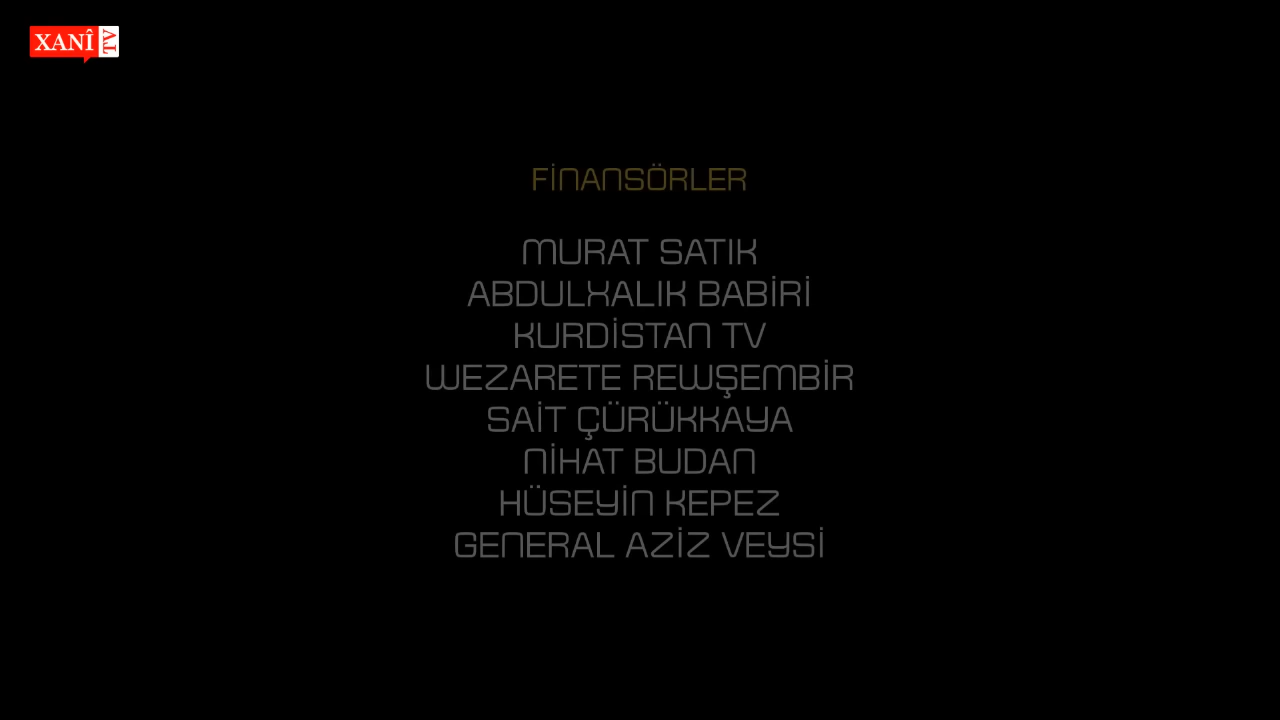 XANÎ TV
FİNANSÖRLER
MURAT SATIK
ABDULXALIK BABİRİ
KURDİSTAN TV
WEZARETE REWŞEMBİR
SAİT ÇÜRÜKKAYA
NİHAT BUDAN
HÜSEYİN KEPEZ
GENERAL AZİZ VEYSİ